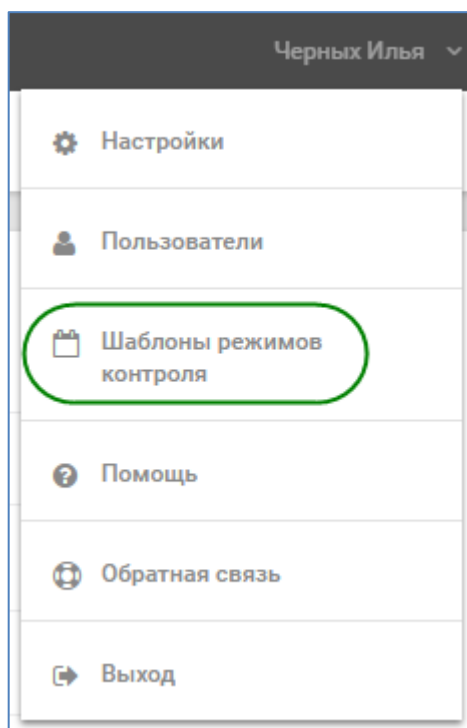 Черных Илья
Настройки
Пользователи
Шаблоны режимов
контроля
Помощь
Обратная связь
Выход